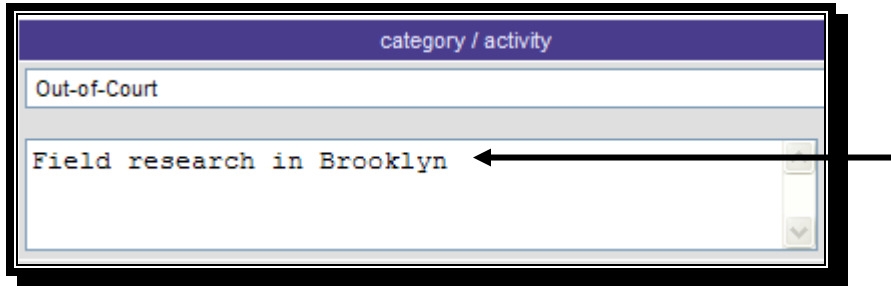 category / activity
Out-of-Court
Field research in Brooklyn